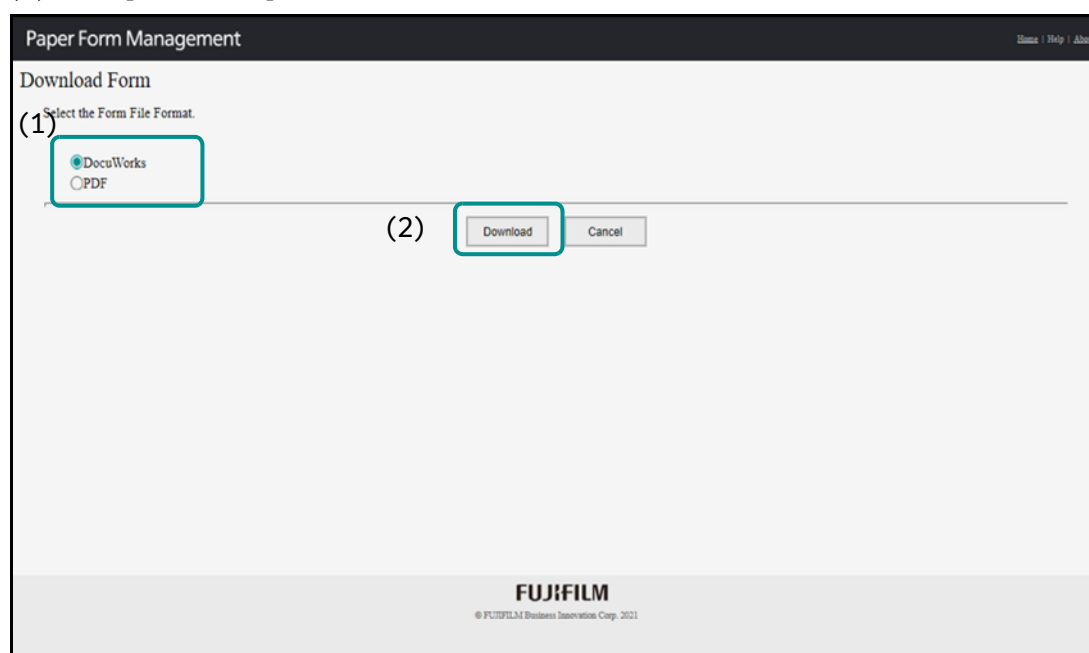 Paper Form Management
Home | Help | Abo
Download Form
Select the Form File Format.
(1)
DocuWorks
PDF
(2)
Download
Cancel
FUJIFILM
© FUJIFILM Business Innovation Corp. 2021